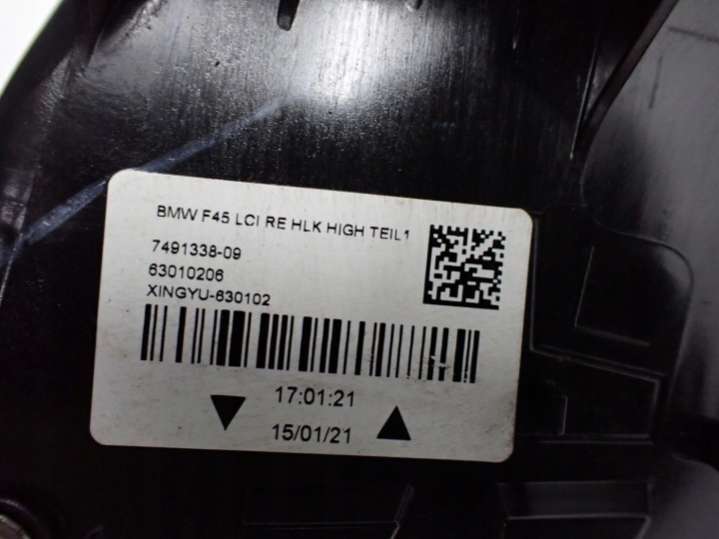 BMW F45 LCI RE HLK HIGH TEIL1
7491338-09
63010206
XINGYU-630102
17:01:21
15/01/21